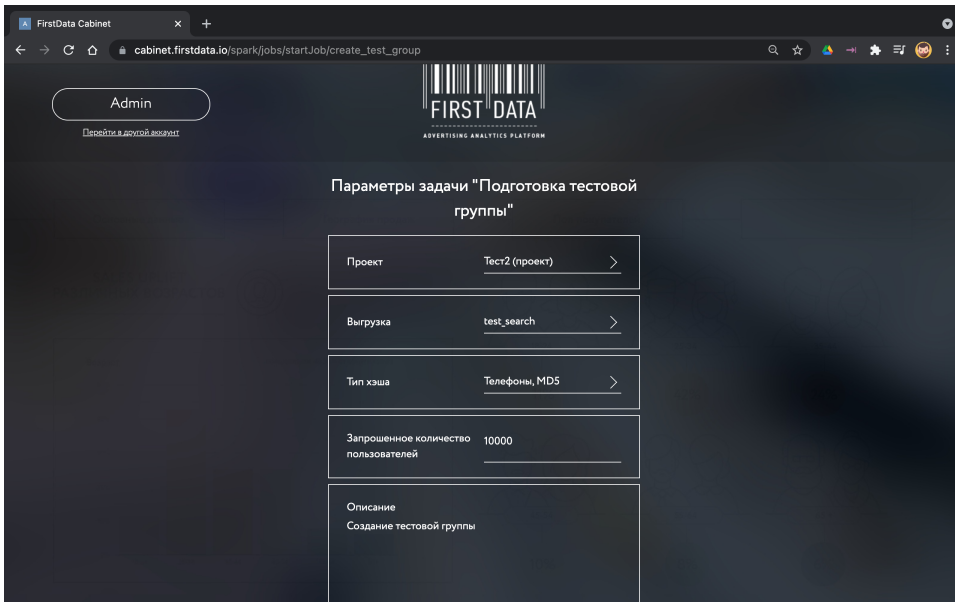 FirstData Cabinet
cabinet.firstdata.io/spark/jobs/startJob/create_test_group
Admin
Перейти в другой аккаунт
FIRST DATA
ADVERTISING ANALYTICS PLATFORM
Параметры задачи "Подготовка тестовой
группы"
Проект Тест2 (проект)
Выгрузка test_search
Тип хэша Телефоны, MD5
Запрошенное количество 10000
пользователей
Описание
Создание тестовой группы